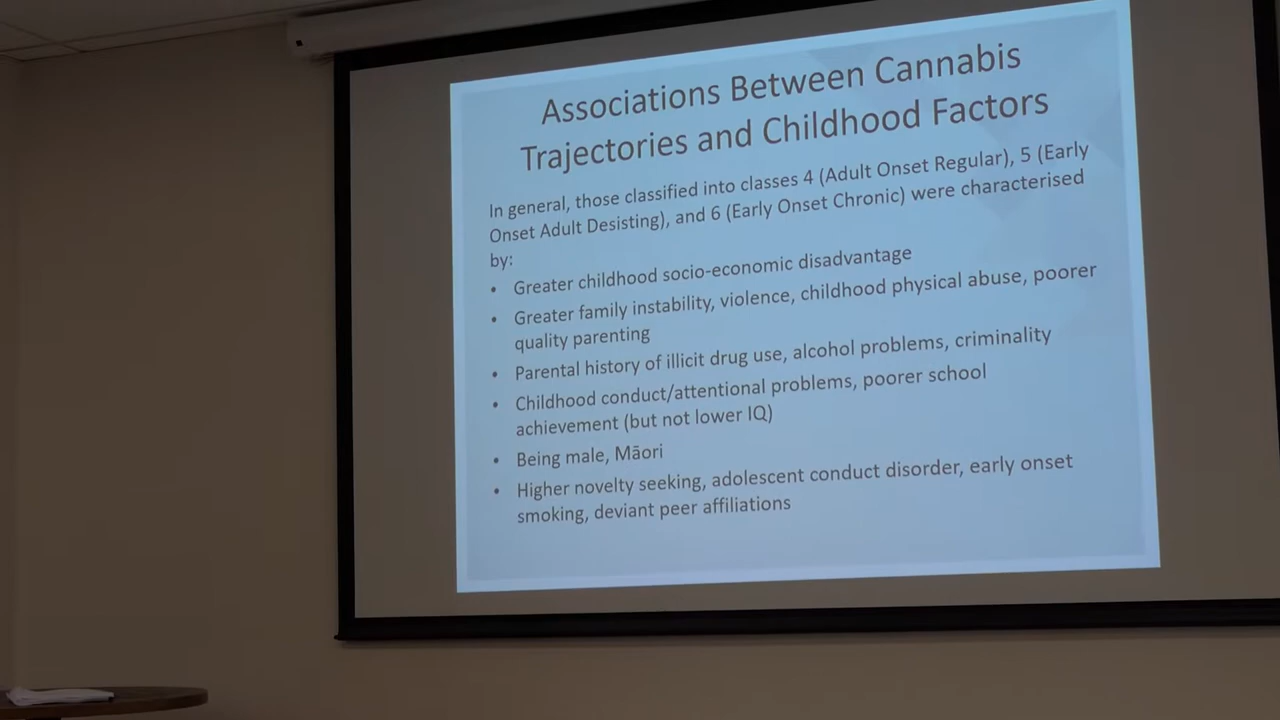 Associations Between Cannabis
Trajectories and Childhood Factors
In general, those classified into classes 4 (Adult Onset Regular), 5 (Early
Onset Adult Desisting), and 6 (Early Onset Chronic) were characterised
by:
• Greater childhood socio-economic disadvantage
• Greater family instability, violence, childhood physical abuse, poorer
quality parenting
• Parental history of illicit drug use, alcohol problems, criminality
• Childhood conduct/attentional problems, poorer school
achievement (but not lower IQ)
• Being male, Māori
• Higher novelty seeking, adolescent conduct disorder, early onset
smoking, deviant peer affiliations